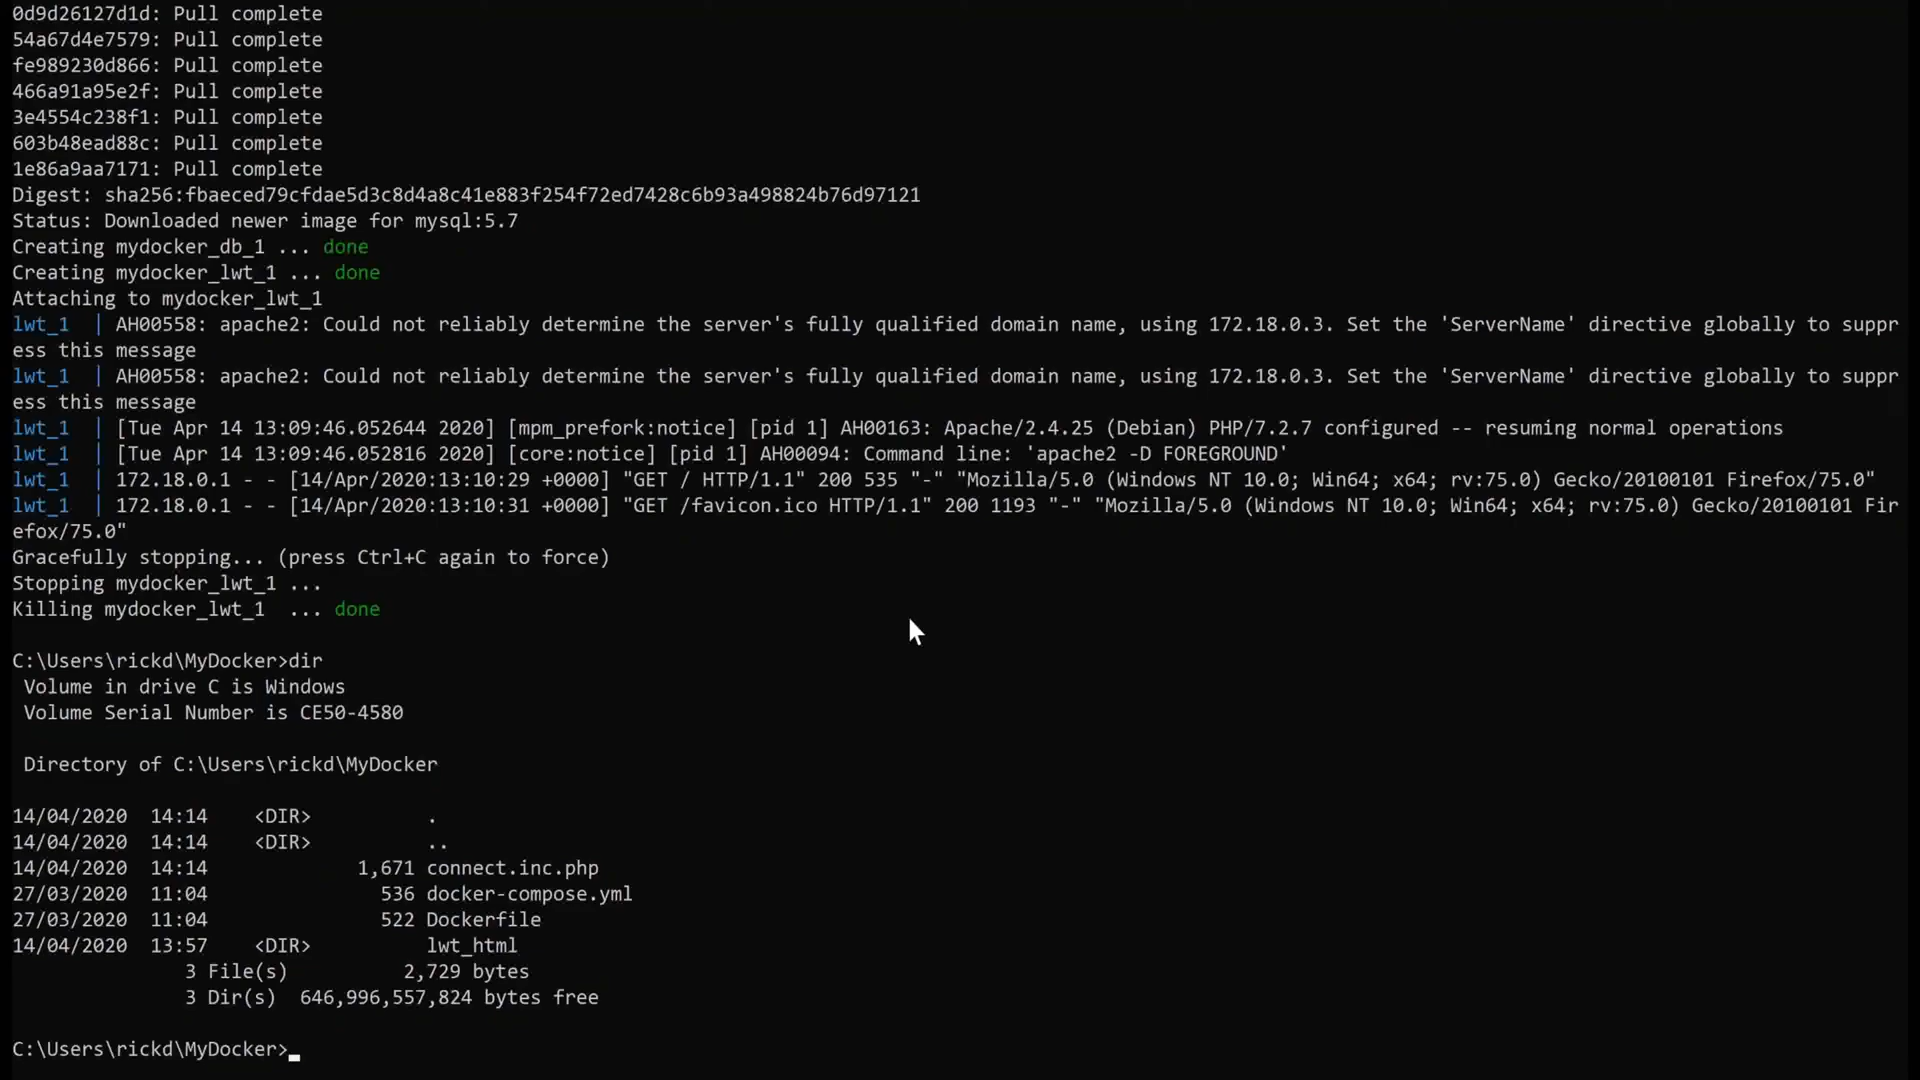 0d9d26127d1d: Pull complete
54a67d4e7579: Pull complete
fe989230d866: Pull complete
466a91a95e2f: Pull complete
3e4554c238f1: Pull complete
603b48ead88c: Pull complete
1e86a9aa7171: Pull complete
Digest: sha256:fbaeced79cfdae5d3c8d4a8c41e883f254f72ed7428c6b93a498824b76d97121
Status: Downloaded newer image for mysql:5.7
Creating mydocker_db_1 ... done
Creating mydocker_lwt_1 ... done
Attaching to mydocker_lwt_1
lwt_1  | AH00558: apache2: Could not reliably determine the server's fully qualified domain name, using 172.18.0.3. Set the 'ServerName' directive globally to suppr
ess this message
lwt_1  | AH00558: apache2: Could not reliably determine the server's fully qualified domain name, using 172.18.0.3. Set the 'ServerName' directive globally to suppr
ess this message
lwt_1  | [Tue Apr 14 13:09:46.052644 2020] [mpm_prefork:notice] [pid 1] AH00163: Apache/2.4.25 (Debian) PHP/7.2.7 configured -- resuming normal operations
lwt_1  | [Tue Apr 14 13:09:46.052816 2020] [core:notice] [pid 1] AH00094: Command line: 'apache2 -D FOREGROUND'
lwt_1  | 172.18.0.1 - - [14/Apr/2020:13:10:29 +0000] "GET / HTTP/1.1" 200 535 "-" "Mozilla/5.0 (Windows NT 10.0; Win64; x64; rv:75.0) Gecko/20100101 Firefox/75.0"
lwt_1  | 172.18.0.1 - - [14/Apr/2020:13:10:31 +0000] "GET /favicon.ico HTTP/1.1" 200 1193 "-" "Mozilla/5.0 (Windows NT 10.0; Win64; x64; rv:75.0) Gecko/20100101 Fir
efox/75.0"
Gracefully stopping... (press Ctrl+C again to force)
Stopping mydocker_lwt_1 ...
Killing mydocker_lwt_1  ... done
C:\Users\rickd\MyDocker>dir
 Volume in drive C is Windows
 Volume Serial Number is CE50-4580
 Directory of C:\Users\rickd\MyDocker
14/04/2020  14:14    <DIR>          .
14/04/2020  14:14    <DIR>          ..
14/04/2020  14:14             1,671 connect.inc.php
27/03/2020  11:04               536 docker-compose.yml
27/03/2020  11:04               522 Dockerfile
14/04/2020  13:57    <DIR>          lwt_html
               3 File(s)          2,729 bytes
               3 Dir(s)  646,996,557,824 bytes free
C:\Users\rickd\MyDocker>_